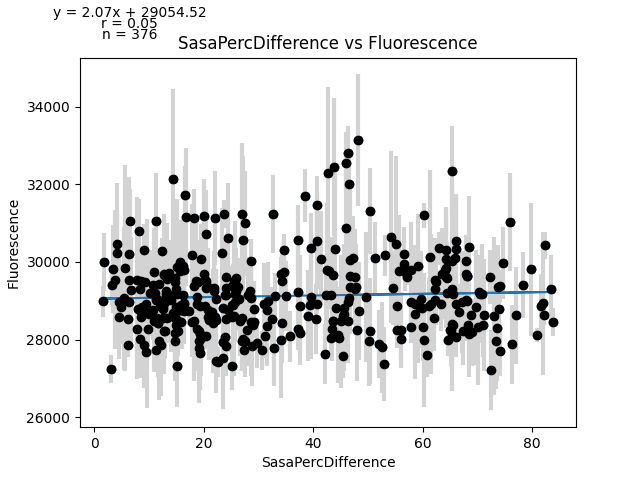 y = 2.07x + 29054.52
r = 0.05
n = 376
SasaPercDifference vs Fluorescence
34000
32000
30000
28000
26000
Fluorescence
0 20 40 60 80
SasaPercDifference